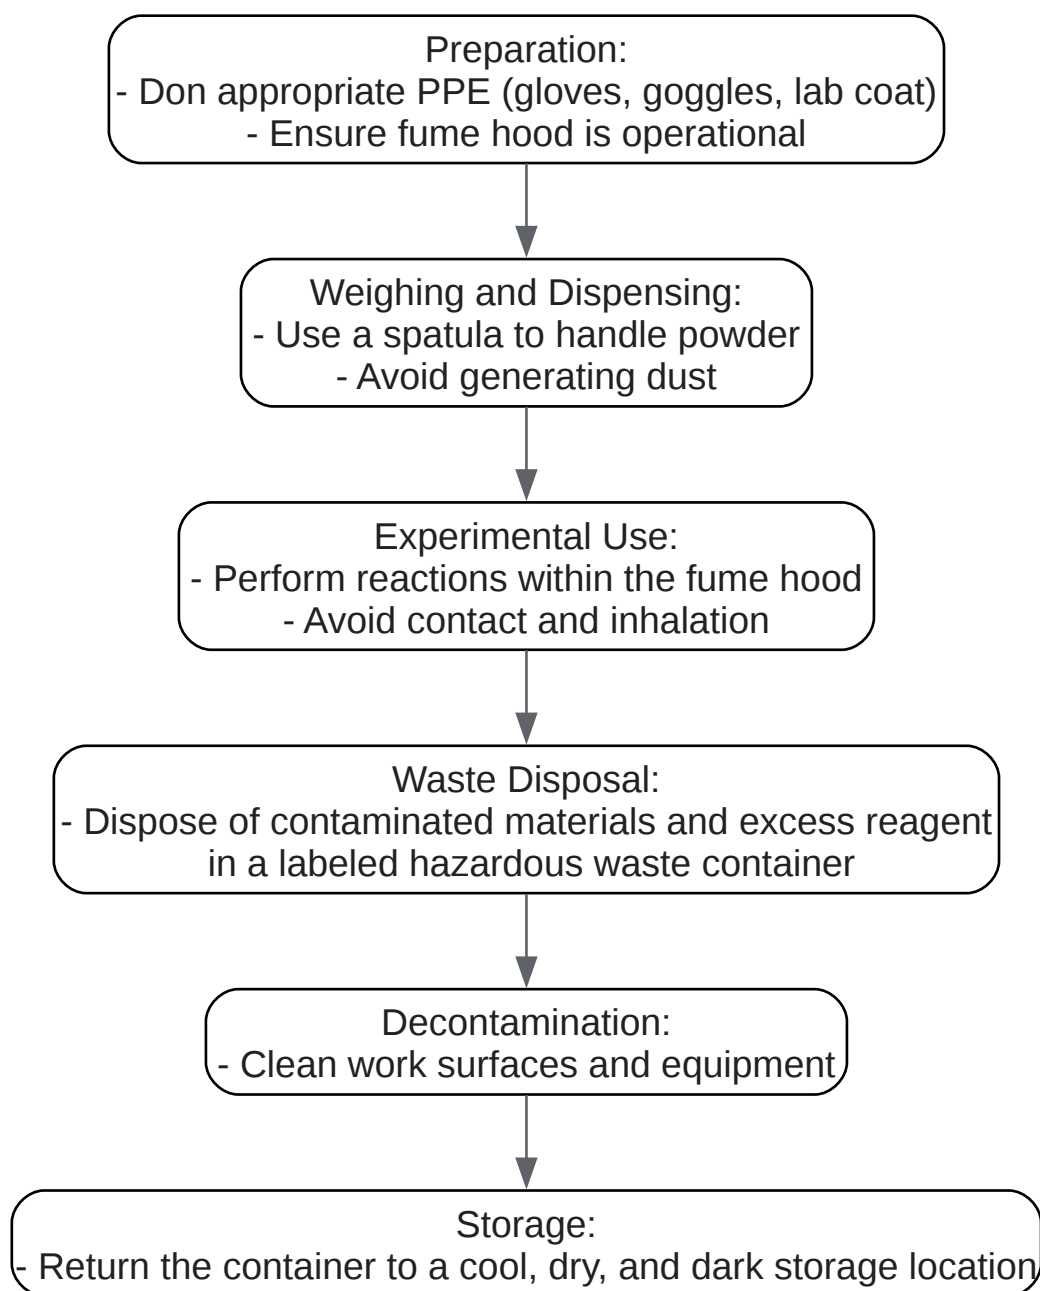 Preparation:
- Don appropriate PPE (gloves, goggles, lab coat)
- Ensure fume hood is operational
Weighing and Dispensing:
- Use a spatula to handle powder
- Avoid generating dust
Experimental Use:
- Perform reactions within the fume hood
- Avoid contact and inhalation
Waste Disposal:
- Dispose of contaminated materials and excess reagent
in a labeled hazardous waste container
Decontamination:
- Clean work surfaces and equipment
Storage:
- Return the container to a cool, dry, and dark storage location